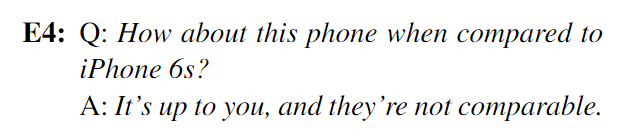 E4: Q: How about this phone when compared to
iPhone 6s?
A: It's up to you, and they're not comparable.